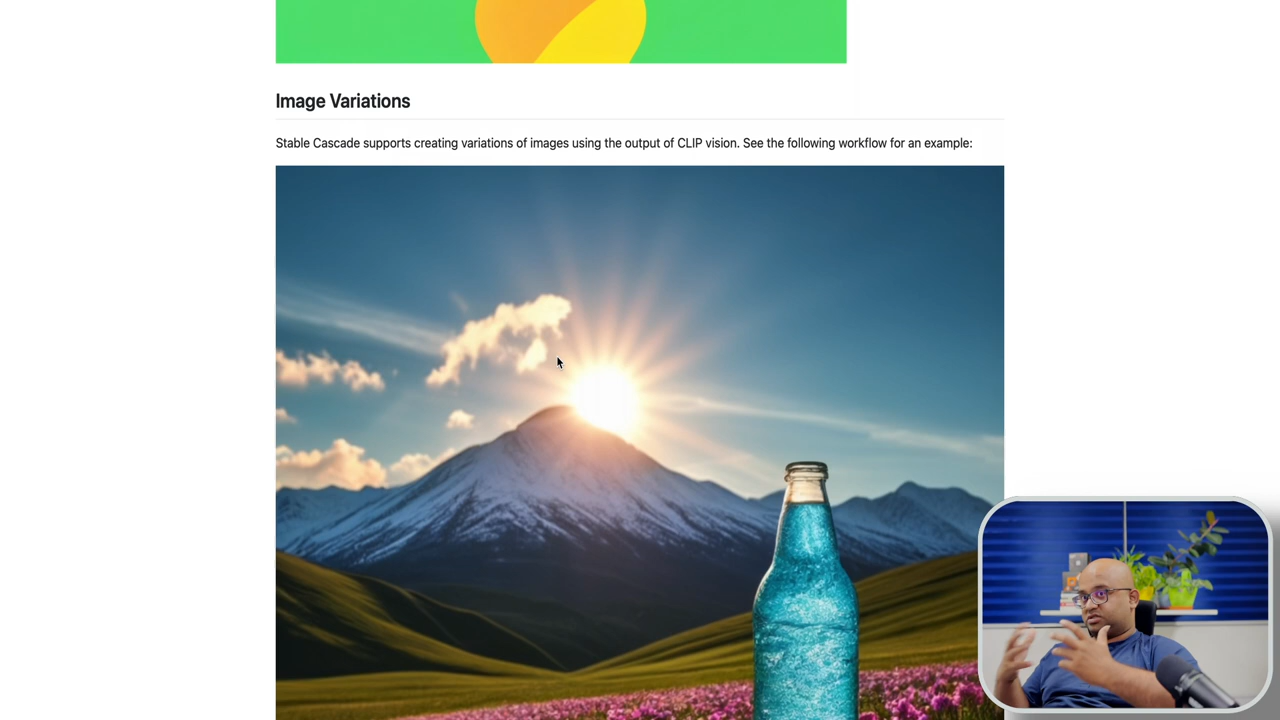 Image Variations
Stable Cascade supports creating variations of images using the output of CLIP vision. See the following workflow for an example: